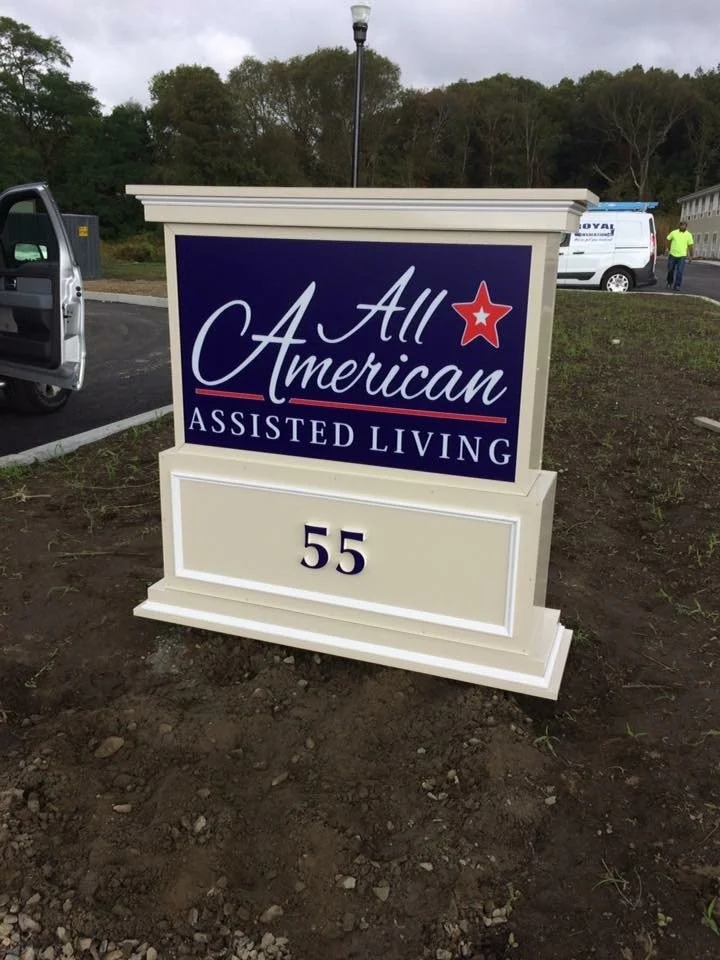 All
American
ASSISTED LIVING
55
ROYAL